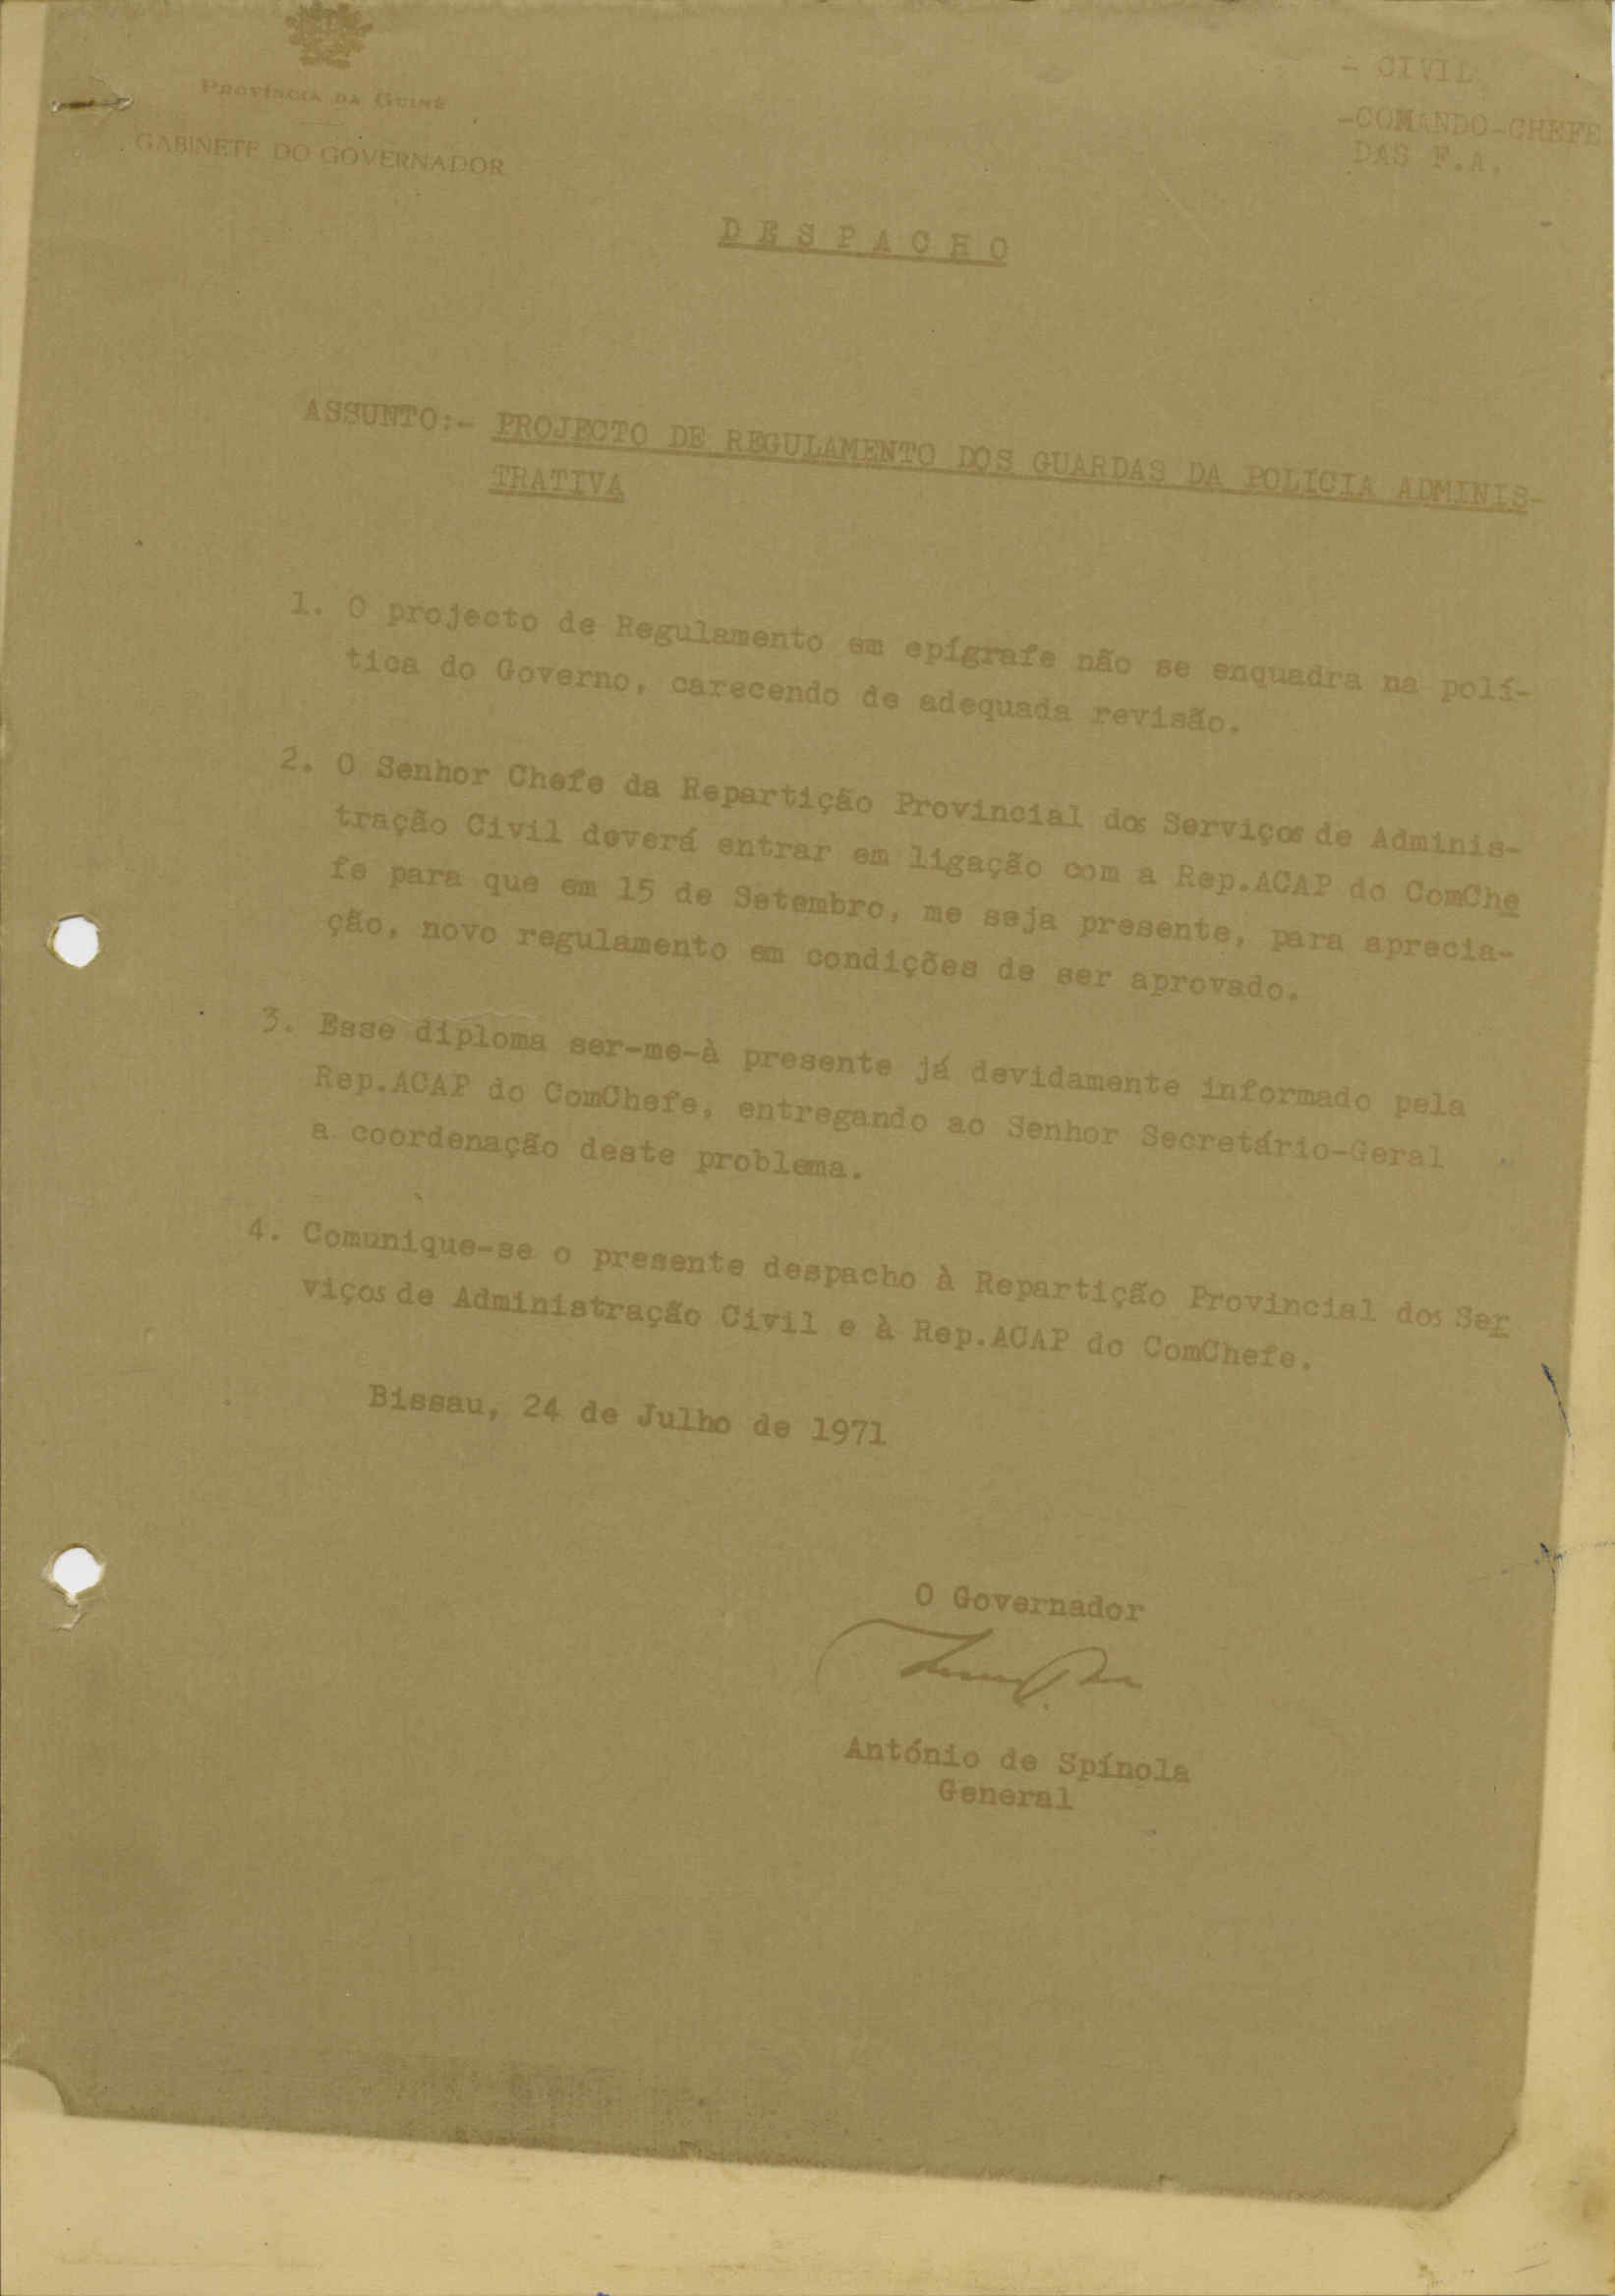 PROVÍNCIA DA GUINÉ
GABINETE DO GOVERNADOR
- CIVIL
-COMANDO-CHEFE
DAS F.A.
DESPACHO
ASSUNTO:- PROJECTO DE REGULAMENTO DOS GUARDAS DA POLÍCIA ADMINIS-
TRATIVA
1. O projecto de Regulamento em epígrafe não se enquadra na polí-
tica do Governo, carecendo de adequada revisão.
2. O Senhor Chefe da Repartição Provincial dos Serviços de Adminis-
tração Civil deverá entrar em ligação com a Rep.ACAP do ComChe
fe para que em 15 de Setembro, me seja presente, para aprecia-
ção, novo regulamento em condições de ser aprovado.
3. Esse diploma ser-me-à presente já devidamente informado pela
Rep.ACAP do ComChefe, entregando ao Senhor Secretário-Geral
a coordenação deste problema.
4. Comunique-se o presente despacho à Repartição Provincial dos Ser
viços de Administração Civil e à Rep.ACAP do ComChefe.
Bissau, 24 de Julho de 1971
O Governador
António de Spínola
General